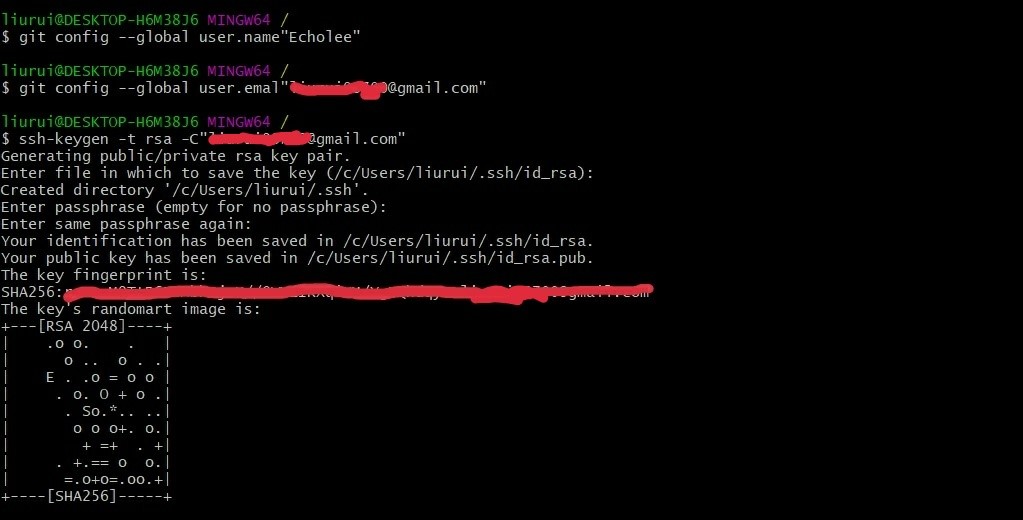 liurui@DESKTOP-H6M38J6 MINGW64 /
$ git config --global user.name"Echolee"
liurui@DESKTOP-H6M38J6 MINGW64 /
$ git config --global user.emal"@gmail.com"
liurui@DESKTOP-H6M38J6 MINGW64 /
$ ssh-keygen -t rsa -C"@gmail.com"
Generating public/private rsa key pair.
Enter file in which to save the key (/c/Users/liurui/.ssh/id_rsa):
Created directory '/c/Users/liurui/.ssh'.
Enter passphrase (empty for no passphrase):
Enter same passphrase again:
Your identification has been saved in /c/Users/liurui/.ssh/id_rsa.
Your public key has been saved in /c/Users/liurui/.ssh/id_rsa.pub.
The key fingerprint is:
SHA256:
The key's randomart image is:
+---[RSA 2048]----+
|    .o o.    .   |
|      o ..  o . .|
|    E . .o = o o |
|     . o. O + o .|
|      . So.*.. ..|
|       o o o+. o.|
|        + =+  . +|
|     . +.== o  o.|
|      =.o+o=.oo.+|
+----[SHA256]-----+